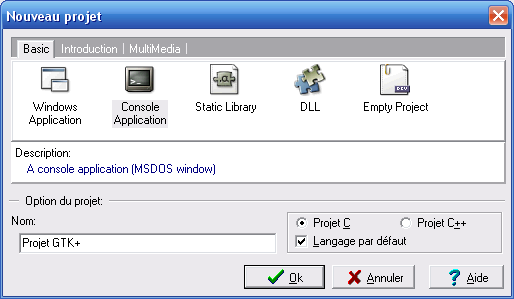 Nouveau projet
Basic Introduction MultiMedia
Windows Application
Console Application
Static Library
DLL
DEV
Empty Project
Description:
A console application (MSDOS window)
Option du projet:
Nom:
Projet GTK+
Projet C
Projet C++
Langage par défaut
Ok
Annuler
Aide